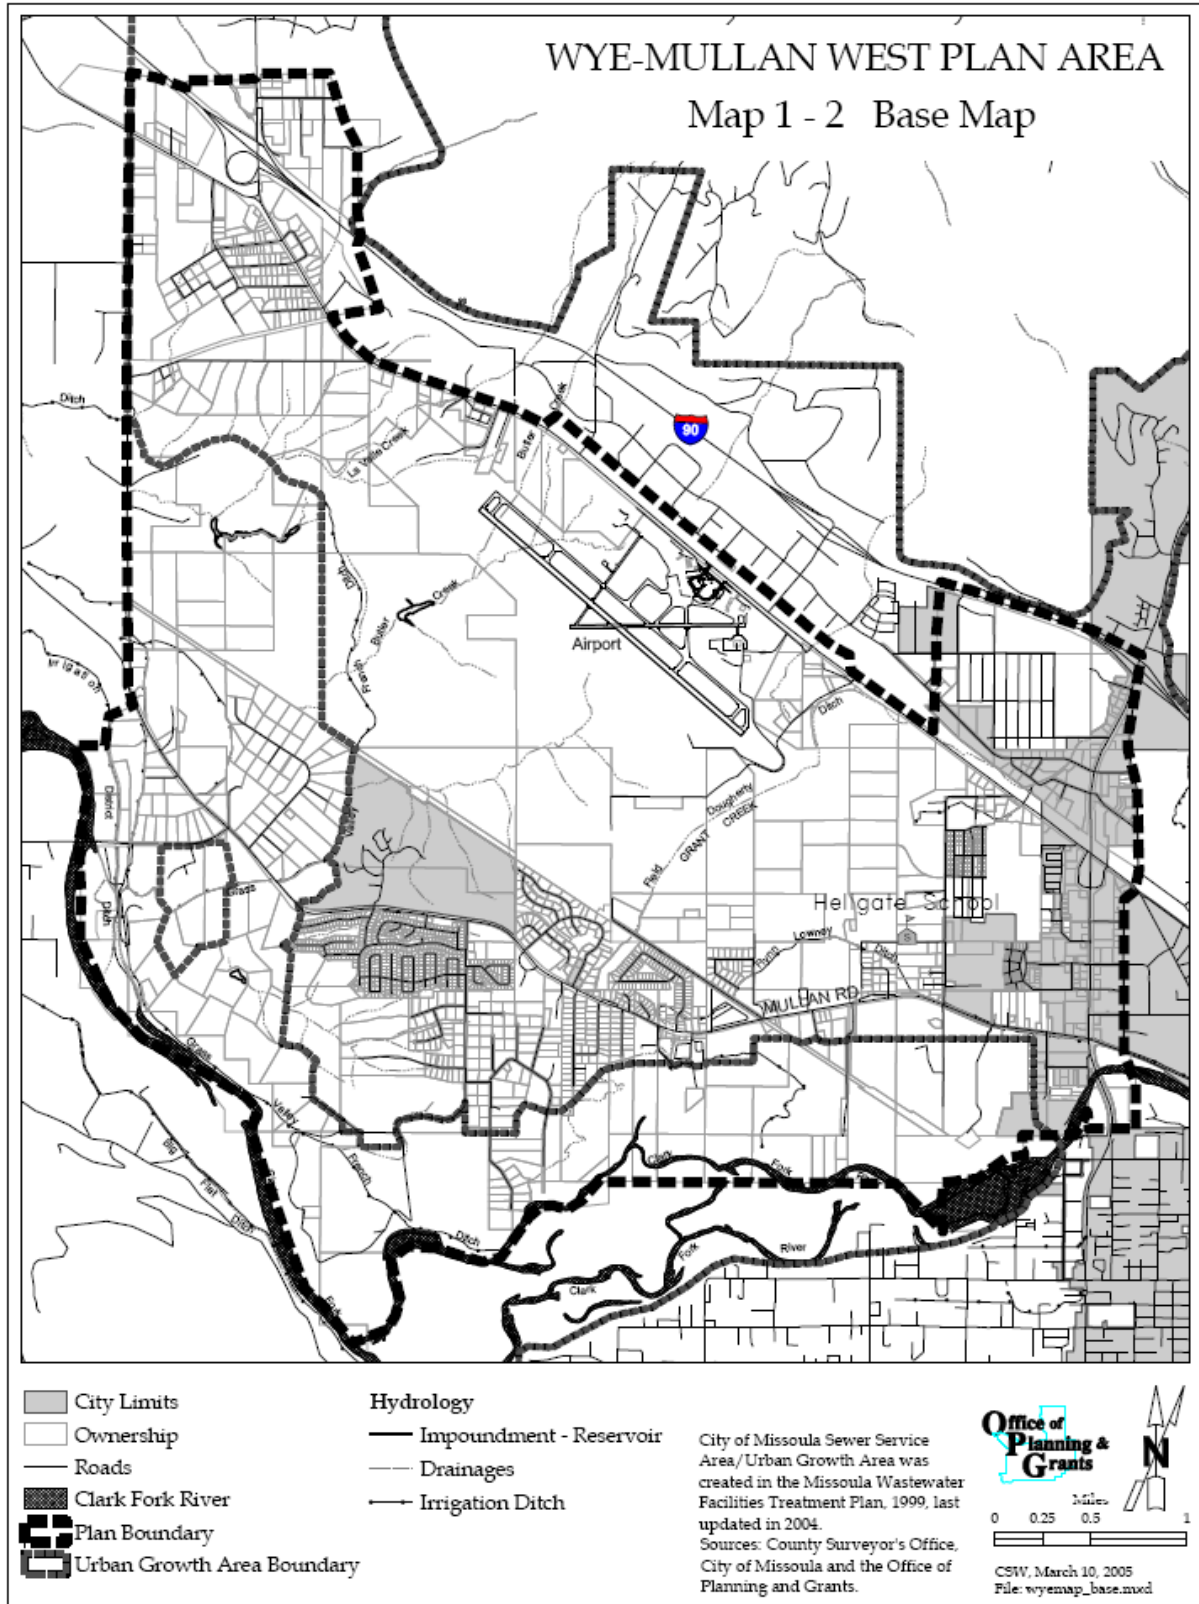 WYE-MULLAN WEST PLAN AREA
Map 1 - 2 Base Map
90
Ditch
La Valle Creek
Butler
Creek
Ditch
Creek
Butler
French
Airport
Irrigation
Ditch
District
Valley
Dougherty
GRANT CREEK
Field
Grass
Ditch
Hellgate School
S
Lowney
Flynn
Ditch
MULLAN RD
Grass
Valley
French
Big
Flat
Ditch
Clark
Fork
Ditch
River
Fork
Clark
Fork
City Limits
Ownership
Roads
Clark Fork River
Plan Boundary
Urban Growth Area Boundary
Hydrology
Impoundment - Reservoir
Drainages
Irrigation Ditch
City of Missoula Sewer Service
Area/Urban Growth Area was
created in the Missoula Wastewater
Facilities Treatment Plan, 1999, last
updated in 2004.
Sources: County Surveyor's Office,
City of Missoula and the Office of
Planning and Grants.
Office of
Planning &
Grants
N
Miles
0 0.25 0.5 1
CSW, March 10, 2005
File: wyemap_base.mxd